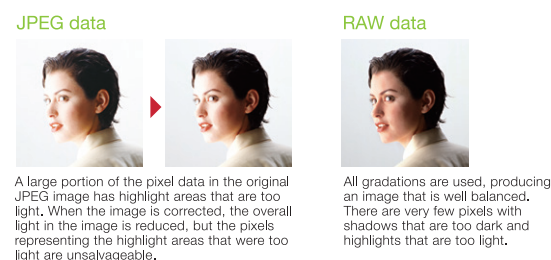 JPEG data
A large portion of the pixel data in the original
JPEG image has highlight areas that are too
light. When the image is corrected, the overall
light in the image is reduced, but the pixels
representing the highlight areas that were too
light are unsalvageable.
RAW data
All gradations are used, producing
an image that is well balanced.
There are very few pixels with
shadows that are too dark and
highlights that are too light.